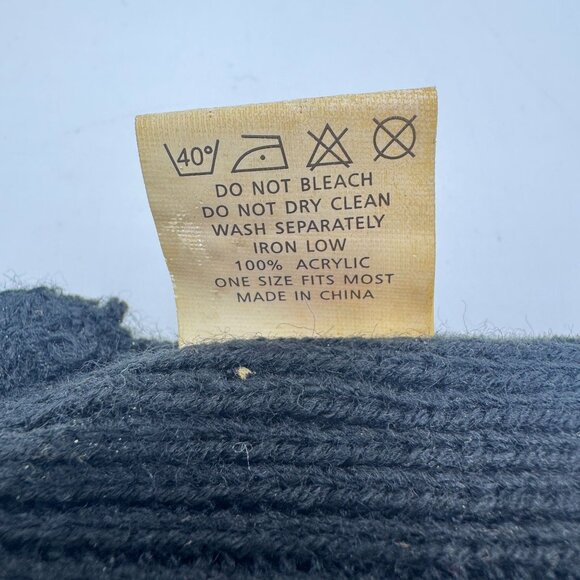 40°
DO NOT BLEACH
DO NOT DRY CLEAN
WASH SEPARATELY
IRON LOW
100% ACRYLIC
ONE SIZE FITS MOST
MADE IN CHINA